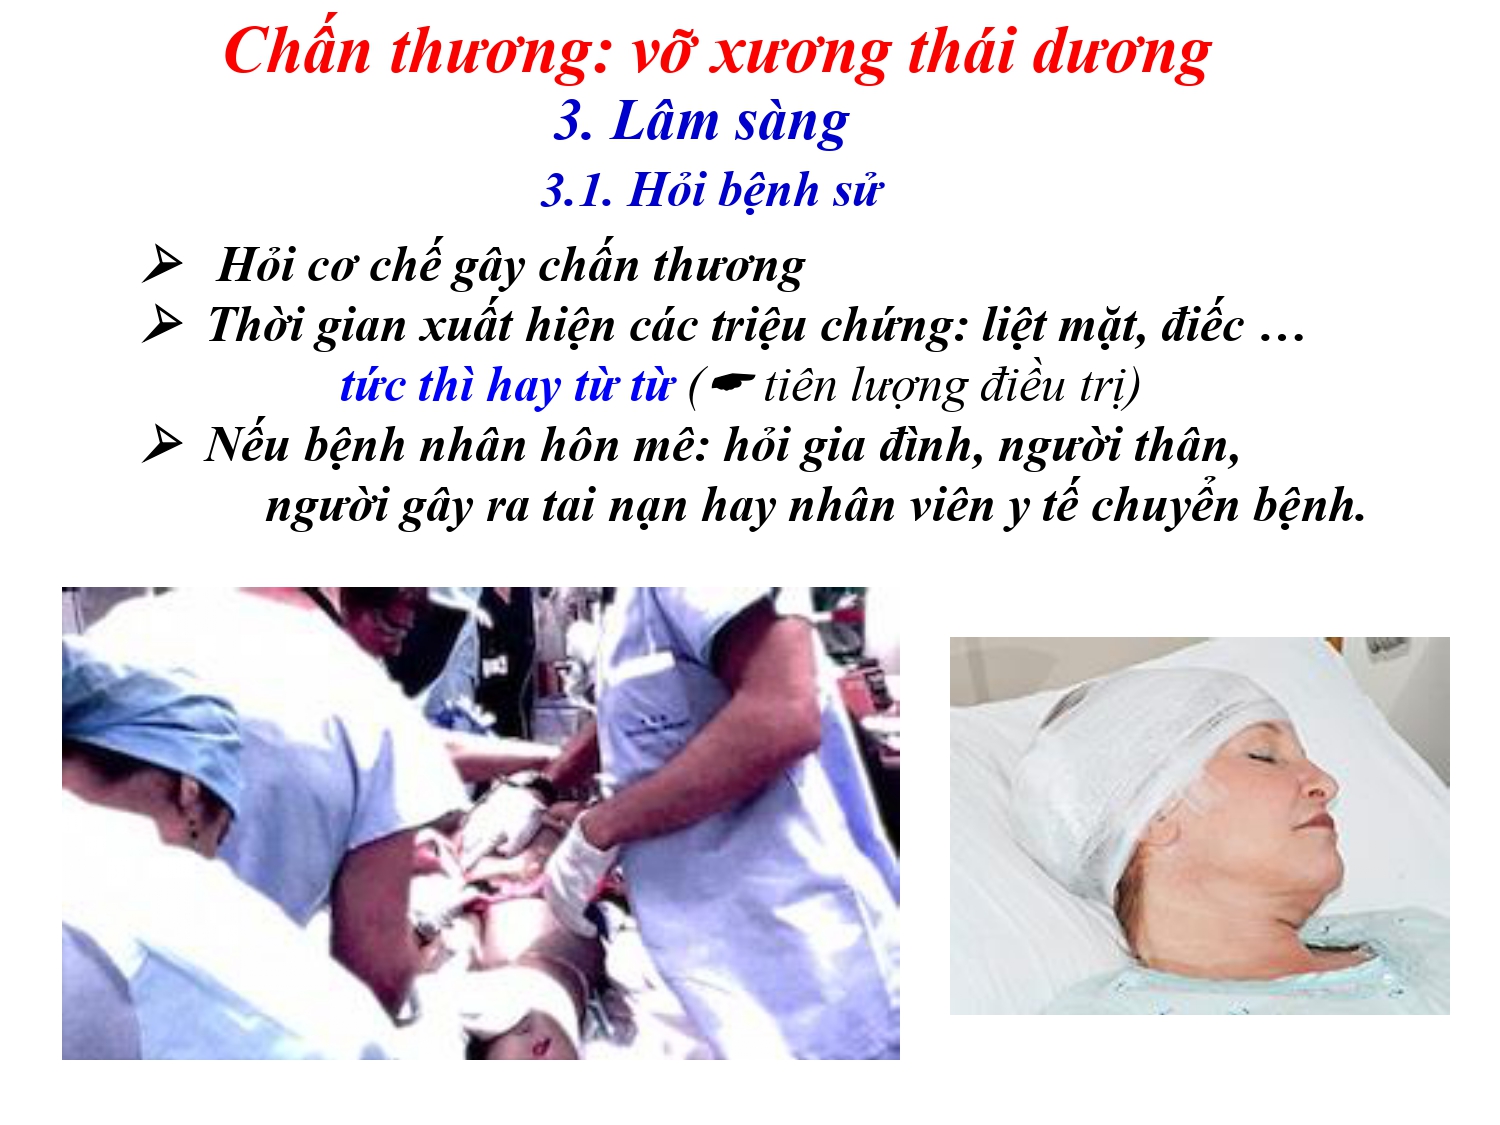 Chấn thương: vỡ xương thái dương
3. Lâm sàng
3.1. Hỏi bệnh sử
➢ Hỏi cơ chế gây chấn thương
➢ Thời gian xuất hiện các triệu chứng: liệt mặt, điếc …
tức thì hay từ từ (☛ tiên lượng điều trị)
➢ Nếu bệnh nhân hôn mê: hỏi gia đình, người thân,
người gây ra tai nạn hay nhân viên y tế chuyển bệnh.